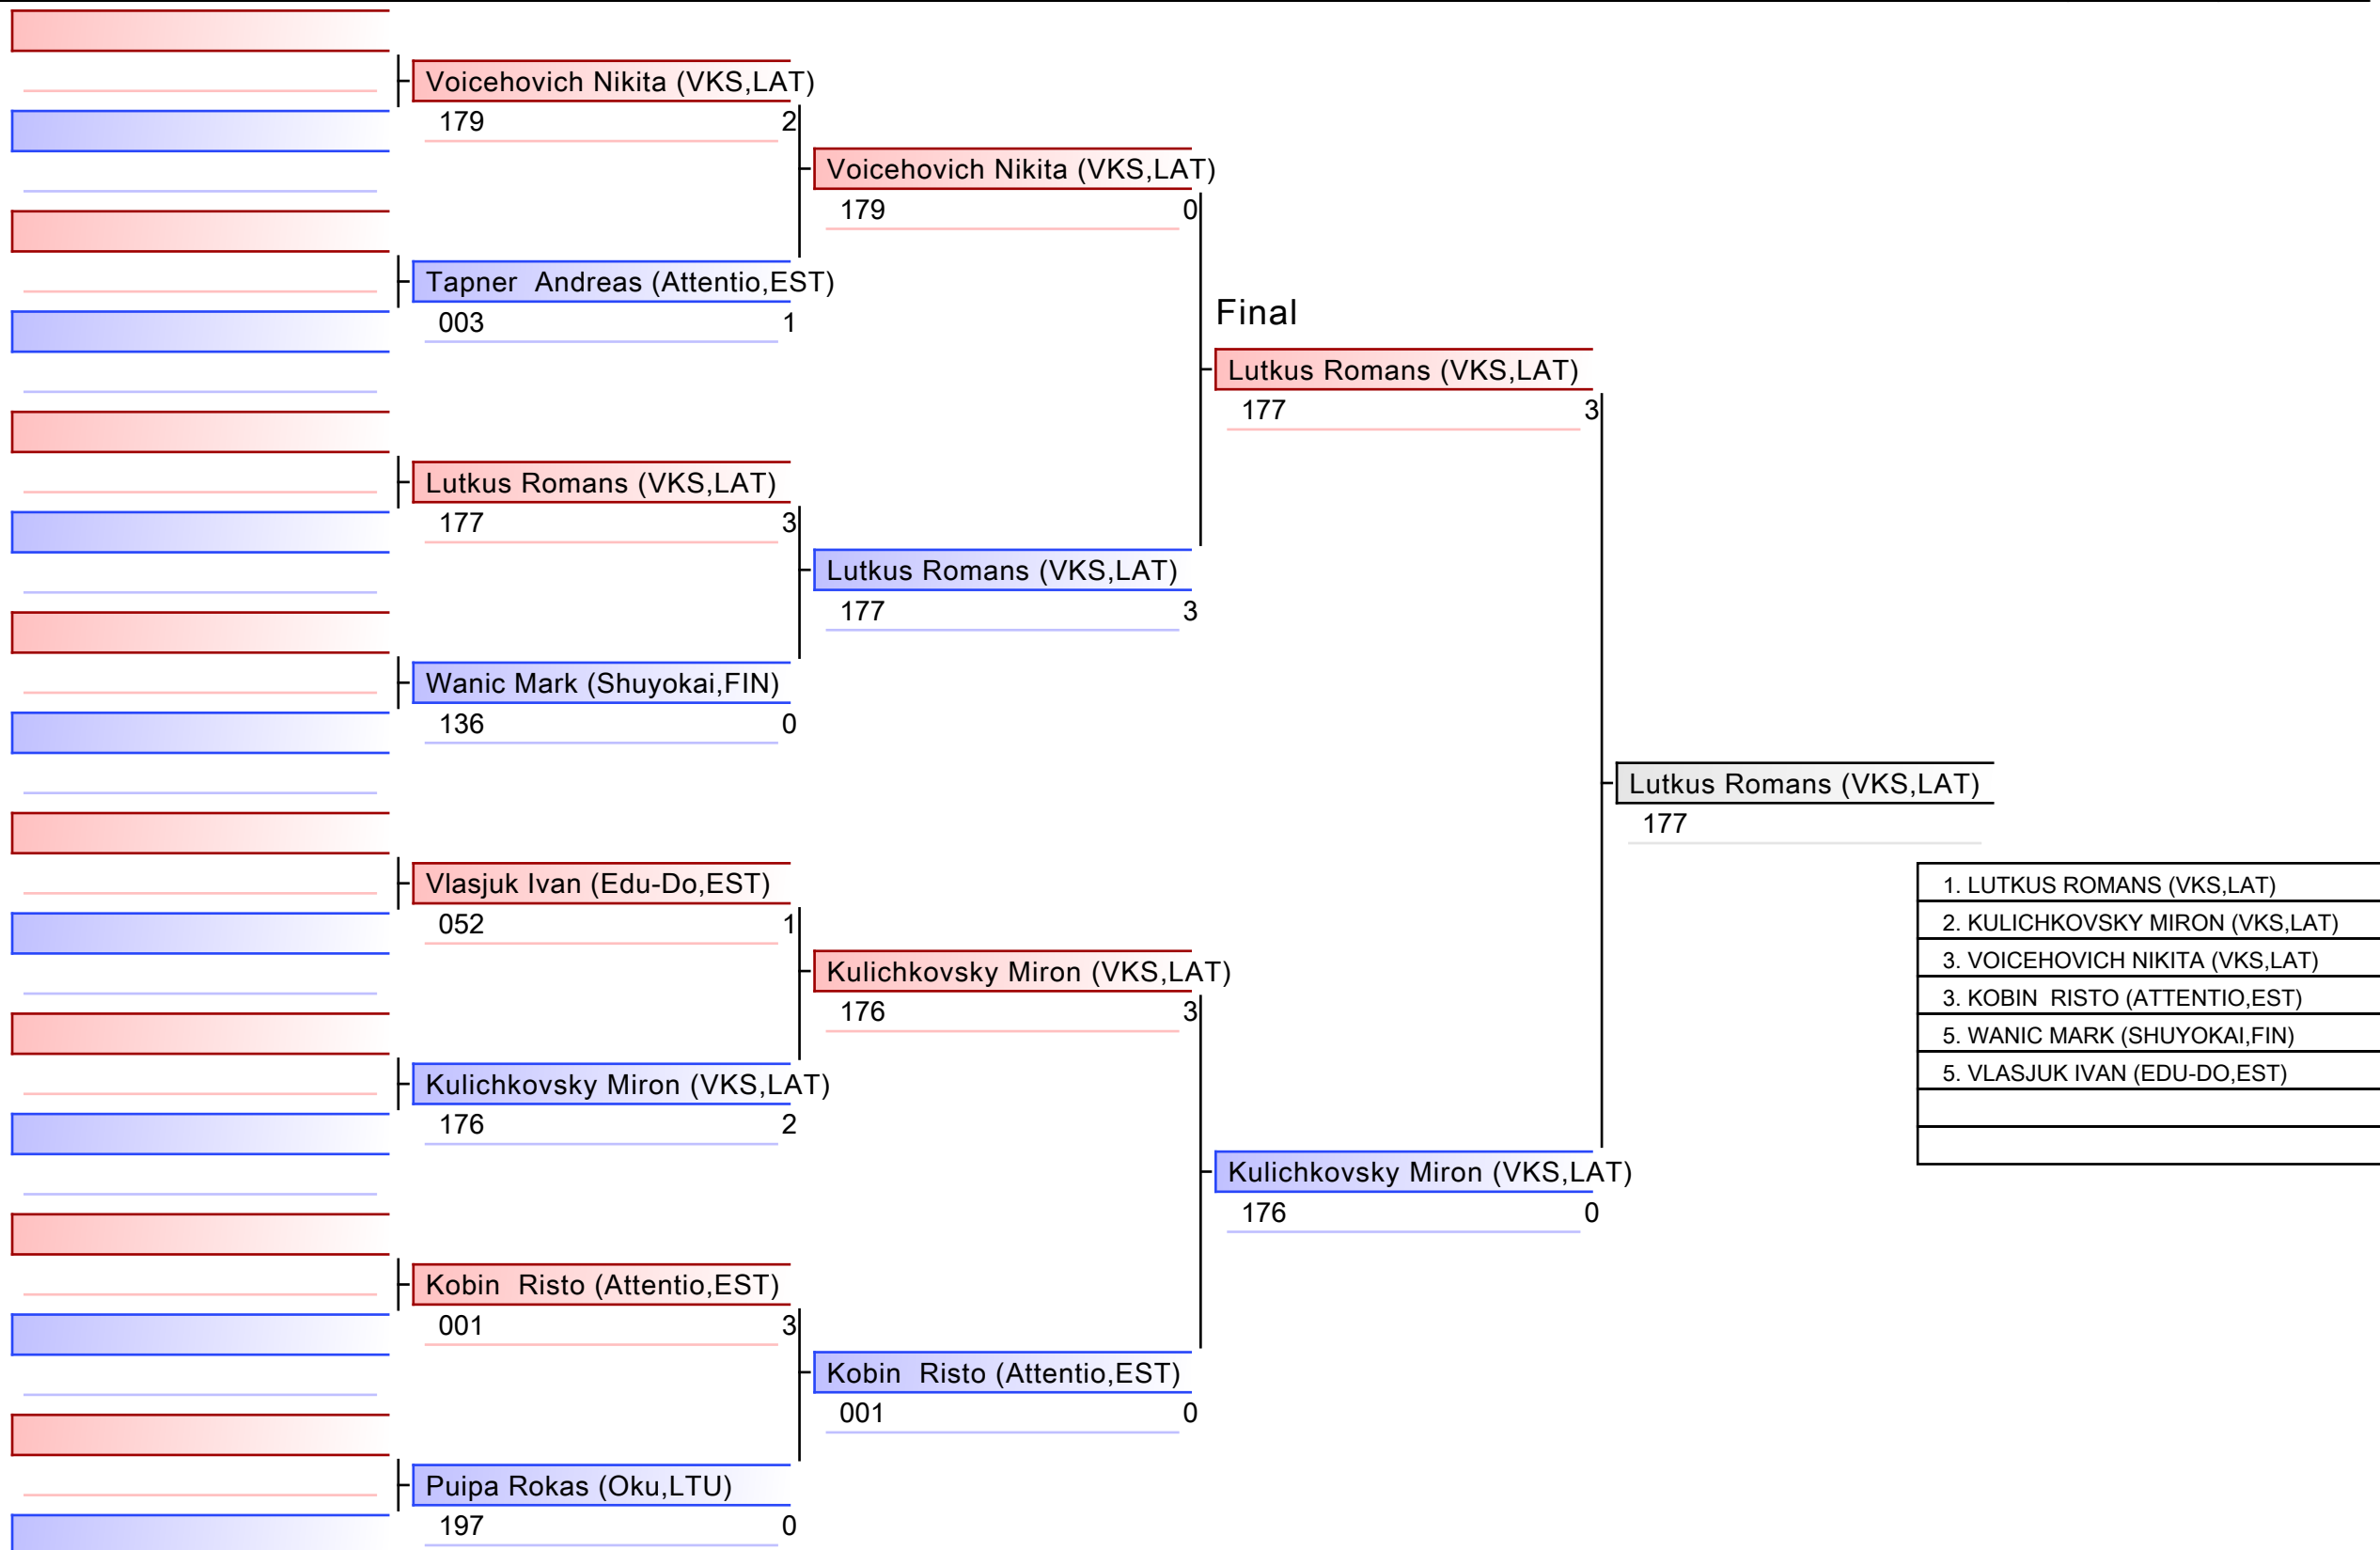 Voicehovich Nikita (VKS,LAT)
179 2
Tapner  Andreas (Attentio,EST)
003 1
Lutkus Romans (VKS,LAT)
177 3
Wanic Mark (Shuyokai,FIN)
136 0
Vlasjuk Ivan (Edu-Do,EST)
052 1
Kulichkovsky Miron (VKS,LAT)
176 2
Kobin  Risto (Attentio,EST)
001 3
Puipa Rokas (Oku,LTU)
197 0
Voicehovich Nikita (VKS,LAT)
179 0
Lutkus Romans (VKS,LAT)
177 3
Kulichkovsky Miron (VKS,LAT)
176 3
Kobin  Risto (Attentio,EST)
001 0
Final
Lutkus Romans (VKS,LAT)
177 3
Kulichkovsky Miron (VKS,LAT)
176 0
Lutkus Romans (VKS,LAT)
177
1. LUTKUS ROMANS (VKS,LAT)
2. KULICHKOVSKY MIRON (VKS,LAT)
3. VOICEHOVICH NIKITA (VKS,LAT)
3. KOBIN  RISTO (ATTENTIO,EST)
5. WANIC MARK (SHUYOKAI,FIN)
5. VLASJUK IVAN (EDU-DO,EST)